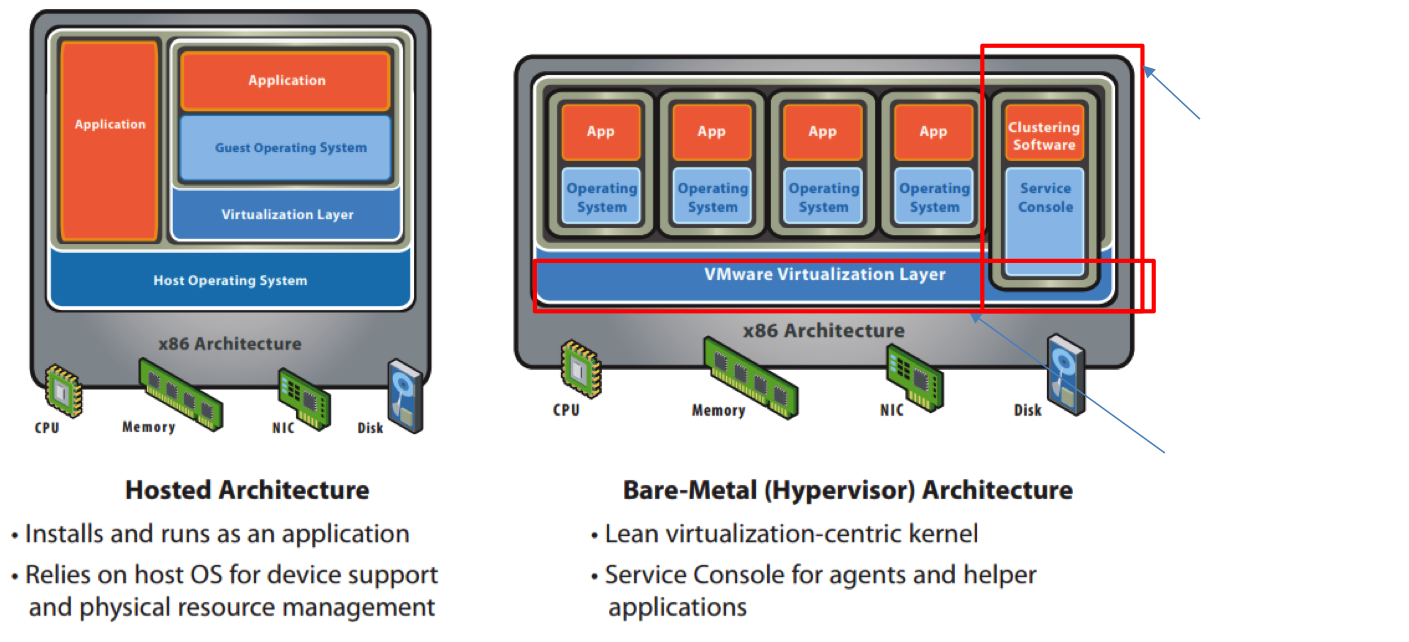 Application
Application
Guest Operating System
Virtualization Layer
Host Operating System
x86 Architecture
CPU
Memory
NIC
Disk
Hosted Architecture
• Installs and runs as an application
• Relies on host OS for device support
and physical resource management
App
App
App
App
Clustering
Software
Operating
System
Operating
System
Operating
System
Operating
System
Service
Console
VMware Virtualization Layer
x86 Architecture
CPU
Memory
NIC
Disk
Bare-Metal (Hypervisor) Architecture
• Lean virtualization-centric kernel
• Service Console for agents and helper
applications